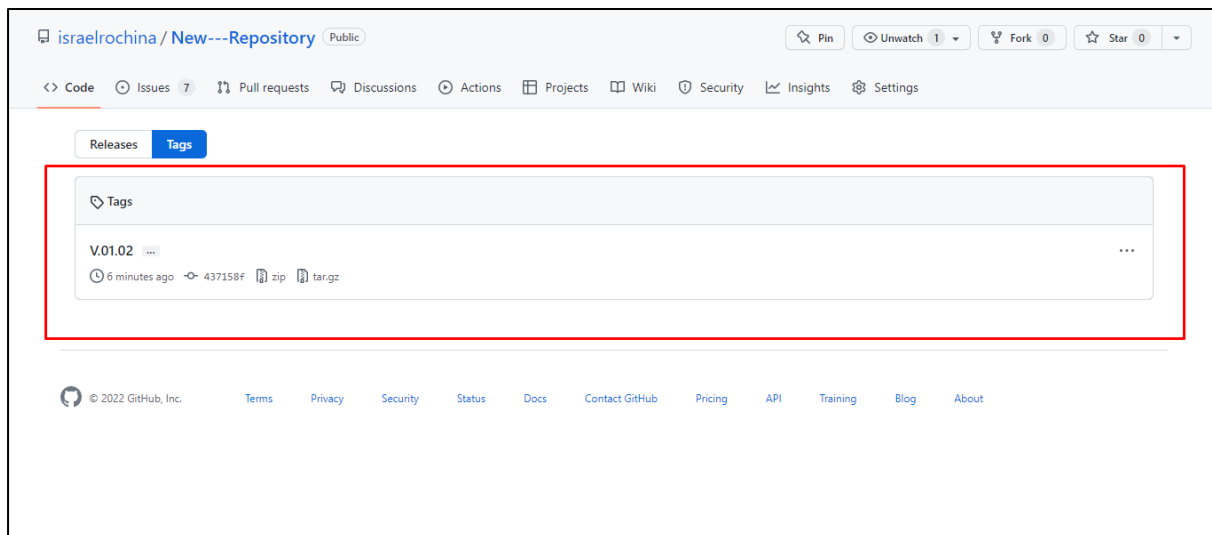 israelrochina / New---Repository Public Pin Unwatch 1 Fork 0 Star 0
<> Code Issues 7 Pull requests Discussions Actions Projects Wiki Security Insights Settings
Releases Tags
Tags
V.01.02 ... ...
6 minutes ago 437158f zip tar.gz
© 2022 GitHub, Inc. Terms Privacy Security Status Docs Contact GitHub Pricing API Training Blog About